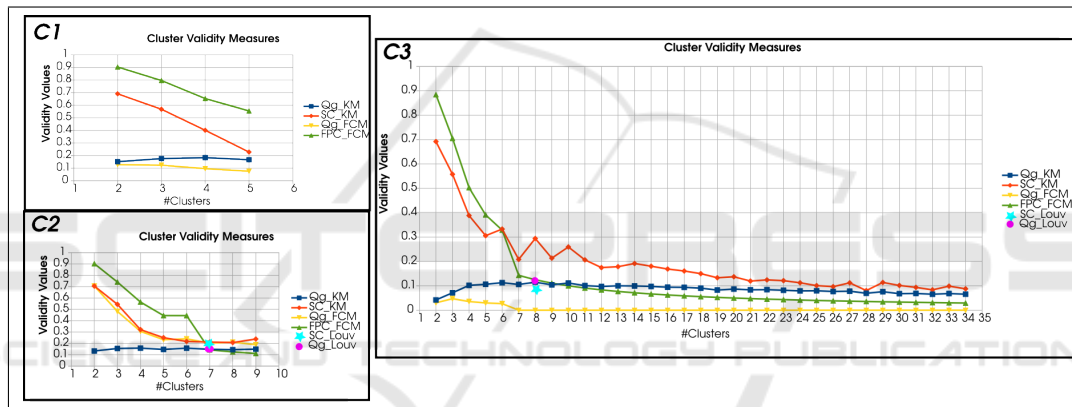 C1
Cluster Validity Measures
Validity Values
1
0.9
0.8
0.7
0.6
0.5
0.4
0.3
0.2
0.1
0
1 2 3 4 5 6
#Clusters
Qg_KM
SC_KM
Qg_FCM
FPC_FCM
C2
Cluster Validity Measures
Validity Values
1
0.9
0.8
0.7
0.6
0.5
0.4
0.3
0.2
0.1
0
1 2 3 4 5 6 7 8 9 10
#Clusters
Qg_KM
SC_KM
Qg_FCM
FPC_FCM
SC_Louv
Qg_Louv
C3
Cluster Validity Measures
Validity Values
1
0.9
0.8
0.7
0.6
0.5
0.4
0.3
0.2
0.1
0
1 2 3 4 5 6 7 8 9 10 11 12 13 14 15 16 17 18 19 20 21 22 23 24 25 26 27 28 29 30 31 32 33 34 35
#Clusters
Qg_KM
SC_KM
Qg_FCM
FPC_FCM
SC_Louv
Qg_Louv